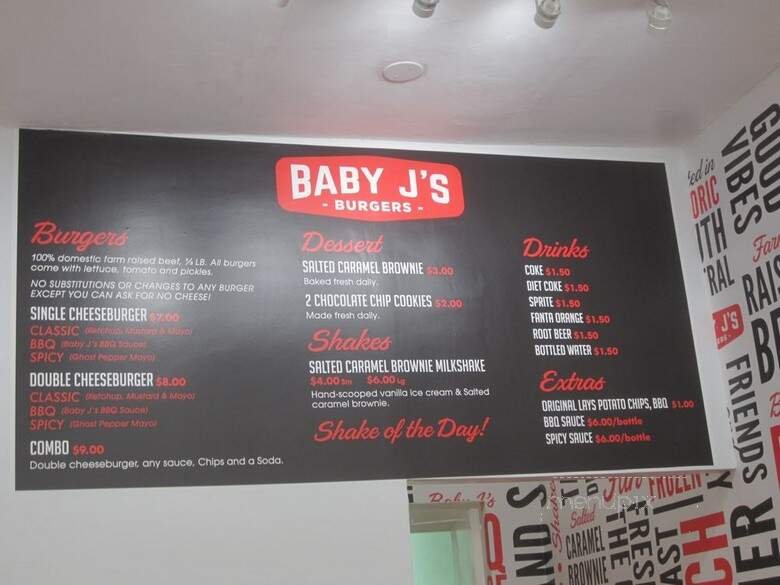 BABY J'S
- BURGERS -
Burgers
100% domestic farm raised beef, ¼ LB. All burgers
come with lettuce, tomato and pickles.
NO SUBSTITUTIONS OR CHANGES TO ANY BURGER
EXCEPT YOU CAN ASK FOR NO CHEESE!
SINGLE CHEESEBURGER $7.00
CLASSIC (Ketchup, Mustard & Mayo)
BBQ (Baby J's BBQ Sauce)
SPICY (Ghost Pepper Mayo)
DOUBLE CHEESEBURGER $8.00
CLASSIC (Ketchup, Mustard & Mayo)
BBQ (Baby J's BBQ Sauce)
SPICY (Ghost Pepper Mayo)
COMBO $9.00
Double cheeseburger, any sauce, Chips and a Soda.
Dessert
SALTED CARAMEL BROWNIE $3.00
Baked fresh daily.
2 CHOCOLATE CHIP COOKIES $2.00
Made fresh daily.
Shakes
SALTED CARAMEL BROWNIE MILKSHAKE
$4.00 Sm $6.00 Lg
Hand-scooped vanilla ice cream & Salted
caramel brownie.
Shake of the Day!
Drinks
COKE $1.50
DIET COKE $1.50
SPRITE $1.50
FANTA ORANGE $1.50
ROOT BEER $1.50
BOTTLED WATER $1.50
Extras
ORIGINAL LAYS POTATO CHIPS, BBQ $1.00
BBQ SAUCE $6.00/bottle
SPICY SAUCE $6.00/bottle
GOOD
VIBES
FRIENDS
J'S
Baby J's
Salted
CARAMEL
BROWNIE
FROZEN
menupix